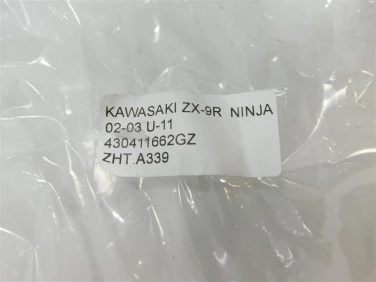 KAWASAKI ZX-9R NINJA
02-03 U-11
430411662GZ
ZHT.A339